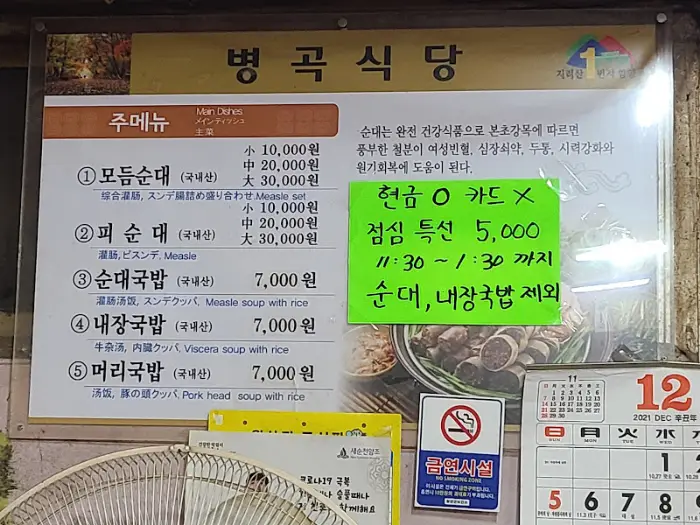 병곡식당
지리산 1번지 함양
주메뉴
Main Dishes
メインディッシュ
主菜
小 10,000원
① 모듬순대 (국내산) 中 20,000원
大 30,000원
综合灌肠, スンデ腸詰め盛り合わせ, Measle set
小 10,000원
中 20,000원
② 피순대 (국내산) 大 30,000원
灌肠, ピスンデ, Measle
③ 순대국밥 (국내산) 7,000원
灌肠汤饭, スンデクッパ, Measle soup with rice
④ 내장국밥 (국내산) 7,000원
牛杂汤, 内臓クッパ, Viscera soup with rice
⑤ 머리국밥 (국내산) 7,000원
汤饭, 豚の頭クッパ, Pork head soup with rice
순대는 완전 건강식품으로 본초강목에 따르면
풍부한 철분이 여성빈혈, 심장쇠약, 두통, 시력강화와
원기회복에 도움이 된다.
현금 O 카드 X
점심 특선 5,000
11:30 ~ 1:30 까지
순대, 내장국밥 제외
금연시설
NO SMOKING ZONE
11
12
2021 DEC 辛丑年
日 SUN 月 火 水
1 2
5 6 7 8